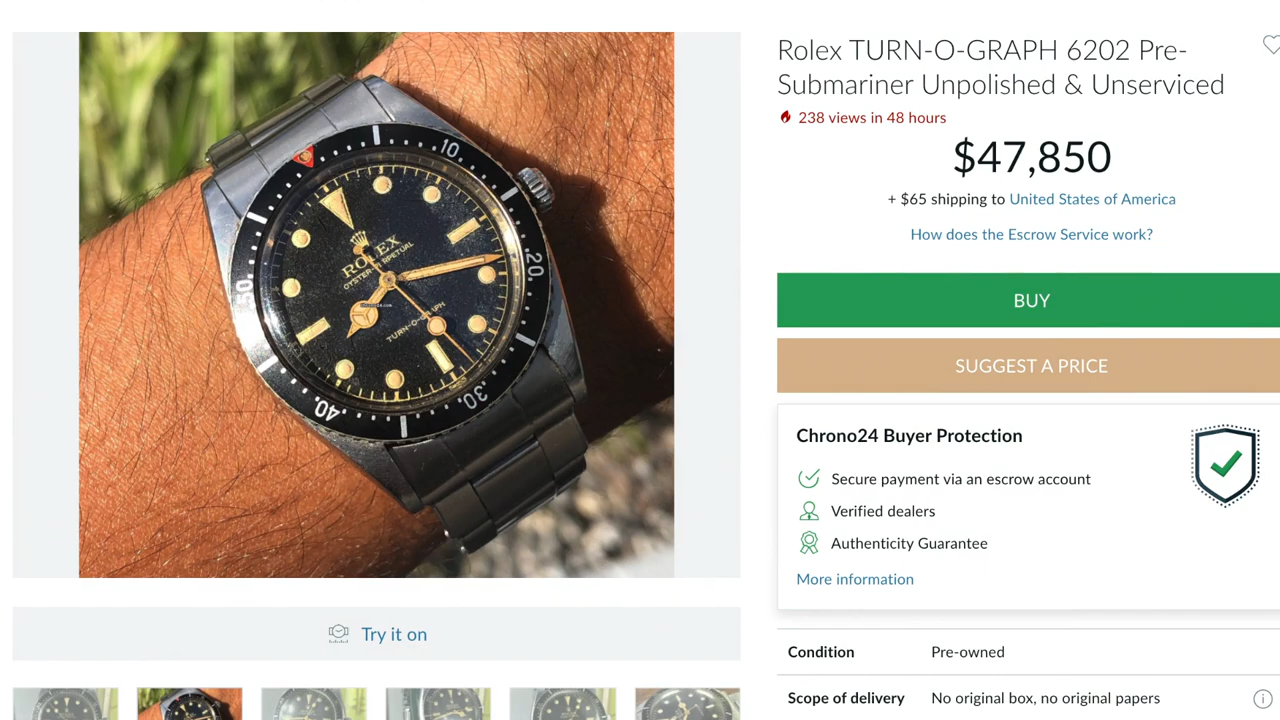 Rolex TURN-O-GRAPH 6202 Pre-
Submariner Unpolished & Unserviced
238 views in 48 hours
$47,850
+ $65 shipping to United States of America
How does the Escrow Service work?
BUY
SUGGEST A PRICE
Chrono24 Buyer Protection
Secure payment via an escrow account
Verified dealers
Authenticity Guarantee
More information
Condition Pre-owned
Scope of delivery No original box, no original papers
10
20
30
40
50
ROLEX
OYSTER-PERPETUAL
Chrono24.com
TURN-O-GRAPH
Try it on